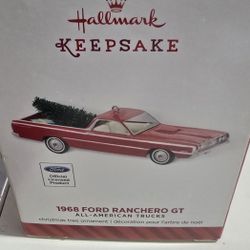 Hallmark
KEEPSAKE
Ford
Official
Licensed
Product
1968 FORD RANCHERO GT
ALL-AMERICAN TRUCKS
christmas tree ornament | décoration pour l'arbre de noël